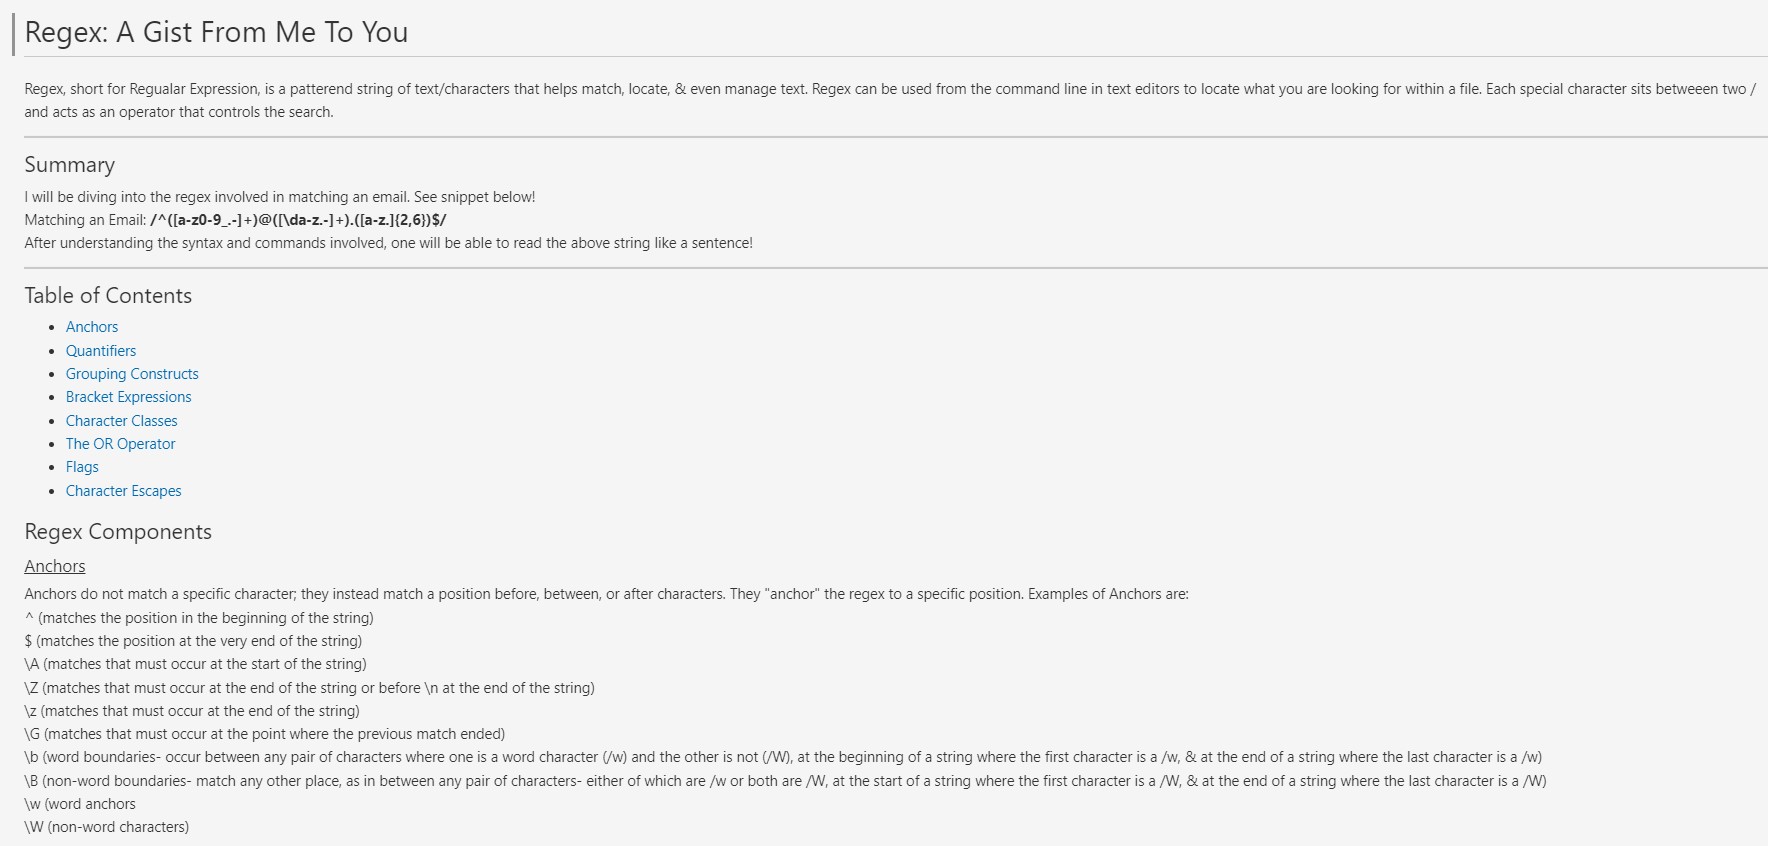 Regex: A Gist From Me To You
Regex, short for Regualar Expression, is a patterend string of text/characters that helps match, locate, & even manage text. Regex can be used from the command line in text editors to locate what you are looking for within a file. Each special character sits betweeen two /
and acts as an operator that controls the search.
Summary
I will be diving into the regex involved in matching an email. See snippet below!
Matching an Email: /^([a-z0-9_.-]+)@([\da-z.-]+).([a-z.]{2,6})$/
After understanding the syntax and commands involved, one will be able to read the above string like a sentence!
Table of Contents
• Anchors
• Quantifiers
• Grouping Constructs
• Bracket Expressions
• Character Classes
• The OR Operator
• Flags
• Character Escapes
Regex Components
Anchors
Anchors do not match a specific character; they instead match a position before, between, or after characters. They "anchor" the regex to a specific position. Examples of Anchors are:
^ (matches the position in the beginning of the string)
$ (matches the position at the very end of the string)
\A (matches that must occur at the start of the string)
\Z (matches that must occur at the end of the string or before \n at the end of the string)
\z (matches that must occur at the end of the string)
\G (matches that must occur at the point where the previous match ended)
\b (word boundaries- occur between any pair of characters where one is a word character (/w) and the other is not (/W), at the beginning of a string where the first character is a /w, & at the end of a string where the last character is a /w)
\B (non-word boundaries- match any other place, as in between any pair of characters- either of which are /w or both are /W, at the start of a string where the first character is a /W, & at the end of a string where the last character is a /W)
\w (word anchors
\W (non-word characters)